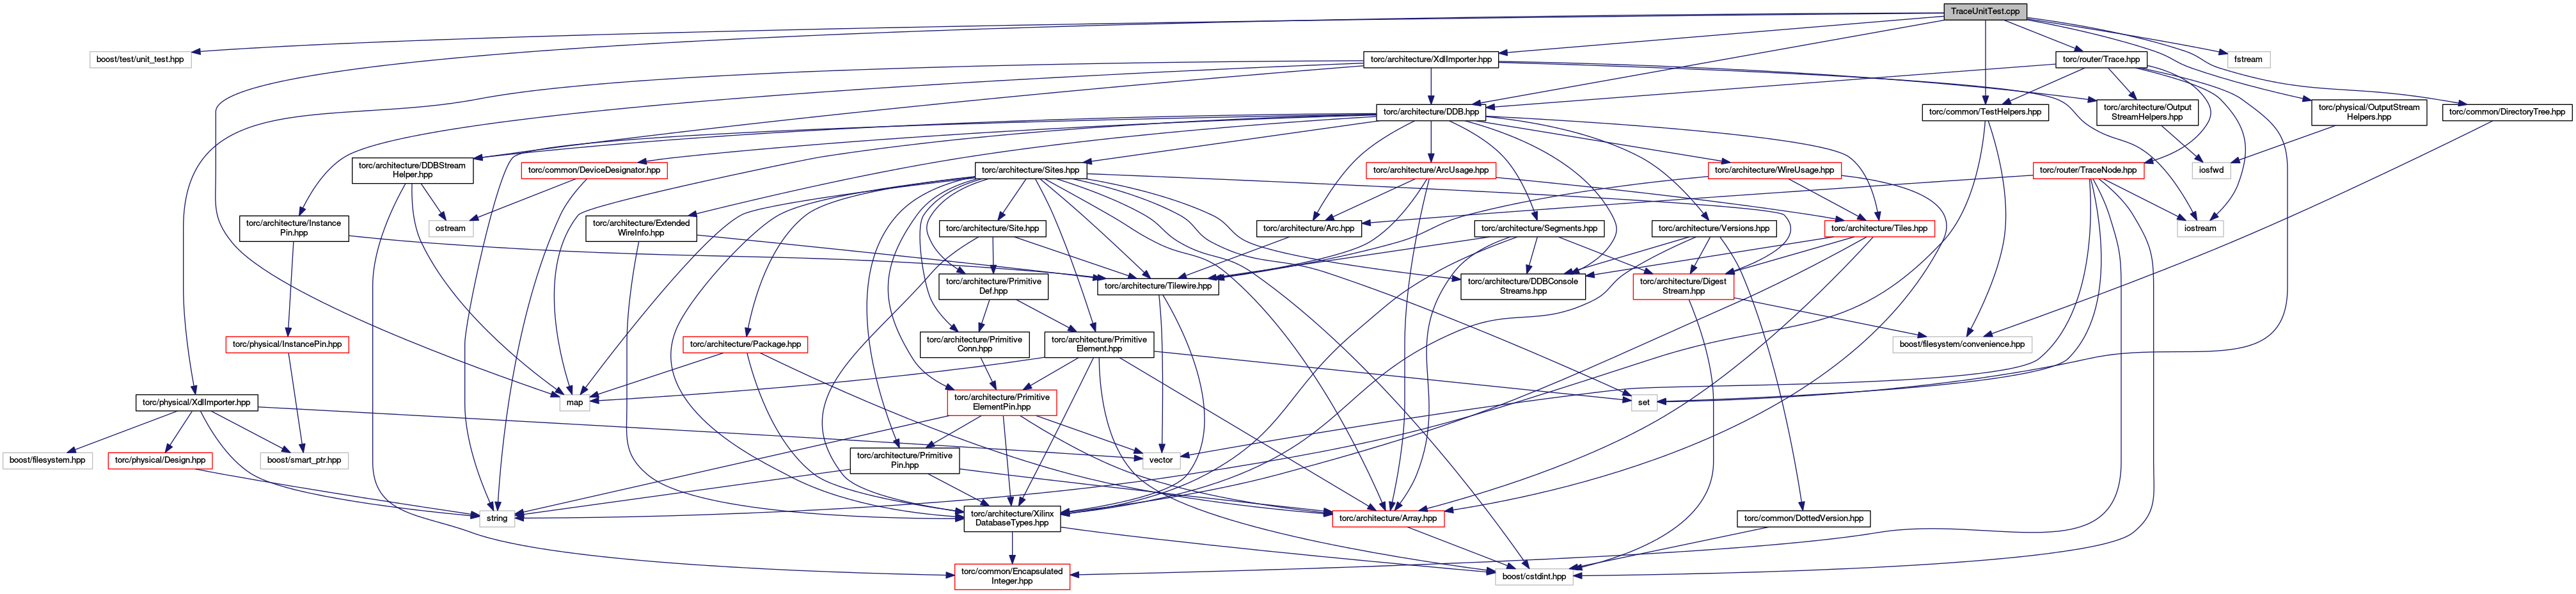 TraceUnitTest.cpp
boost/test/unit_test.hpp
torc/architecture/XdlImporter.hpp
torc/router/Trace.hpp
fstream
torc/architecture/DDB.hpp
torc/common/TestHelpers.hpp
torc/architecture/Output
StreamHelpers.hpp
torc/physical/OutputStream
Helpers.hpp
torc/common/DirectoryTree.hpp
torc/architecture/DDBStream
Helper.hpp
torc/common/DeviceDesignator.hpp
torc/architecture/Sites.hpp
torc/architecture/ArcUsage.hpp
torc/architecture/WireUsage.hpp
torc/router/TraceNode.hpp
iosfwd
torc/architecture/Instance
Pin.hpp
ostream
torc/architecture/Extended
WireInfo.hpp
torc/architecture/Site.hpp
torc/architecture/Arc.hpp
torc/architecture/Segments.hpp
torc/architecture/Versions.hpp
torc/architecture/Tiles.hpp
iostream
torc/architecture/Primitive
Def.hpp
torc/architecture/Tilewire.hpp
torc/architecture/DDBConsole
Streams.hpp
torc/architecture/Digest
Stream.hpp
torc/physical/InstancePin.hpp
torc/architecture/Package.hpp
torc/architecture/Primitive
Conn.hpp
torc/architecture/Primitive
Element.hpp
boost/filesystem/convenience.hpp
torc/physical/XdlImporter.hpp
map
torc/architecture/Primitive
ElementPin.hpp
set
boost/filesystem.hpp
torc/physical/Design.hpp
boost/smart_ptr.hpp
torc/architecture/Primitive
Pin.hpp
vector
string
torc/architecture/Xilinx
DatabaseTypes.hpp
torc/architecture/Array.hpp
torc/common/DottedVersion.hpp
torc/common/Encapsulated
Integer.hpp
boost/cstdint.hpp